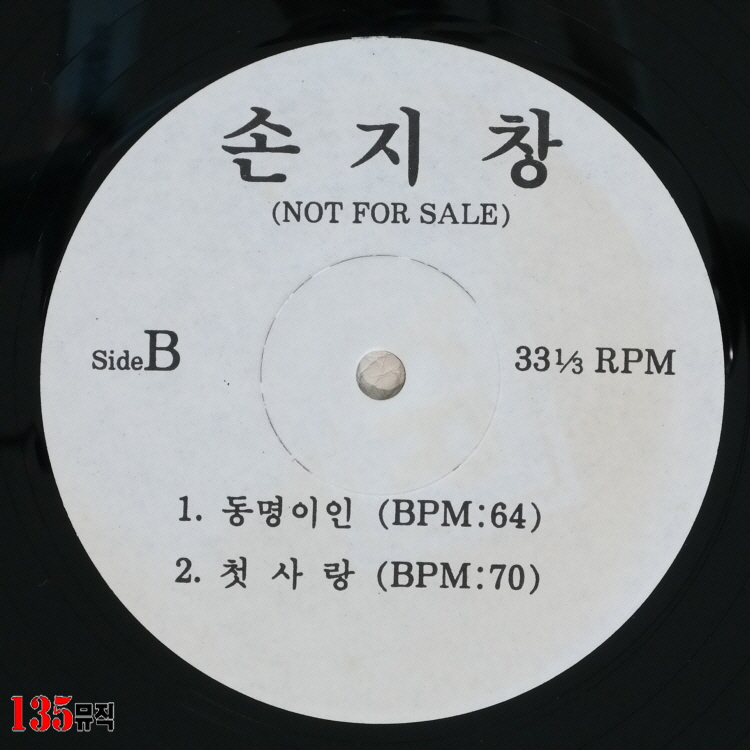 손 지 창
(NOT FOR SALE)
Side B
33⅓ RPM
1. 동명이인 (BPM:64)
2. 첫 사 랑 (BPM:70)
135뮤직